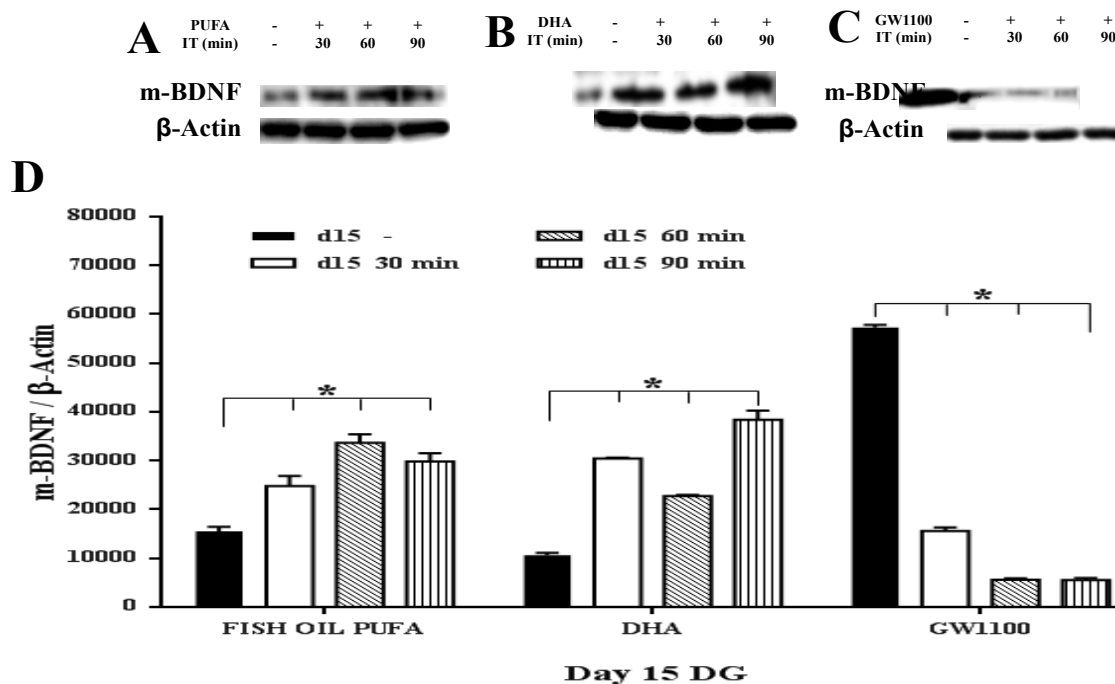 A
PUFA - + + +
IT (min) - 30 60 90
m-BDNF
β-Actin
B
DHA - + + +
IT (min) - 30 60 90
C
GW1100 - + + +
IT (min) - 30 60 90
m-BDNF
β-Actin
D
80000
70000
60000
50000
40000
30000
20000
10000
0
m-BDNF / β-Actin
d15 -
d15 30 min
d15 60 min
d15 90 min
*
*
*
FISH OIL PUFA
DHA
GW1100
Day 15 DG